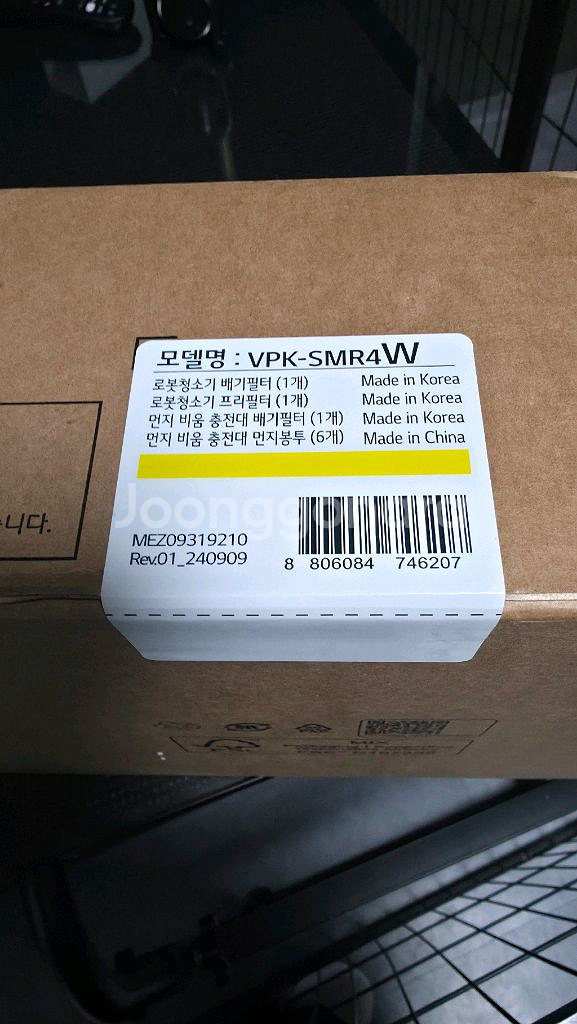 모델명 : VPK-SMR4W
로봇청소기 배기필터 (1개) Made in Korea
로봇청소기 프리필터 (1개) Made in Korea
먼지 비움 충전대 배기필터 (1개) Made in Korea
먼지 비움 충전대 먼지봉투 (6개) Made in China
니다.
MEZ09319210
Rev.01_240909
8 806084 746207
MIX